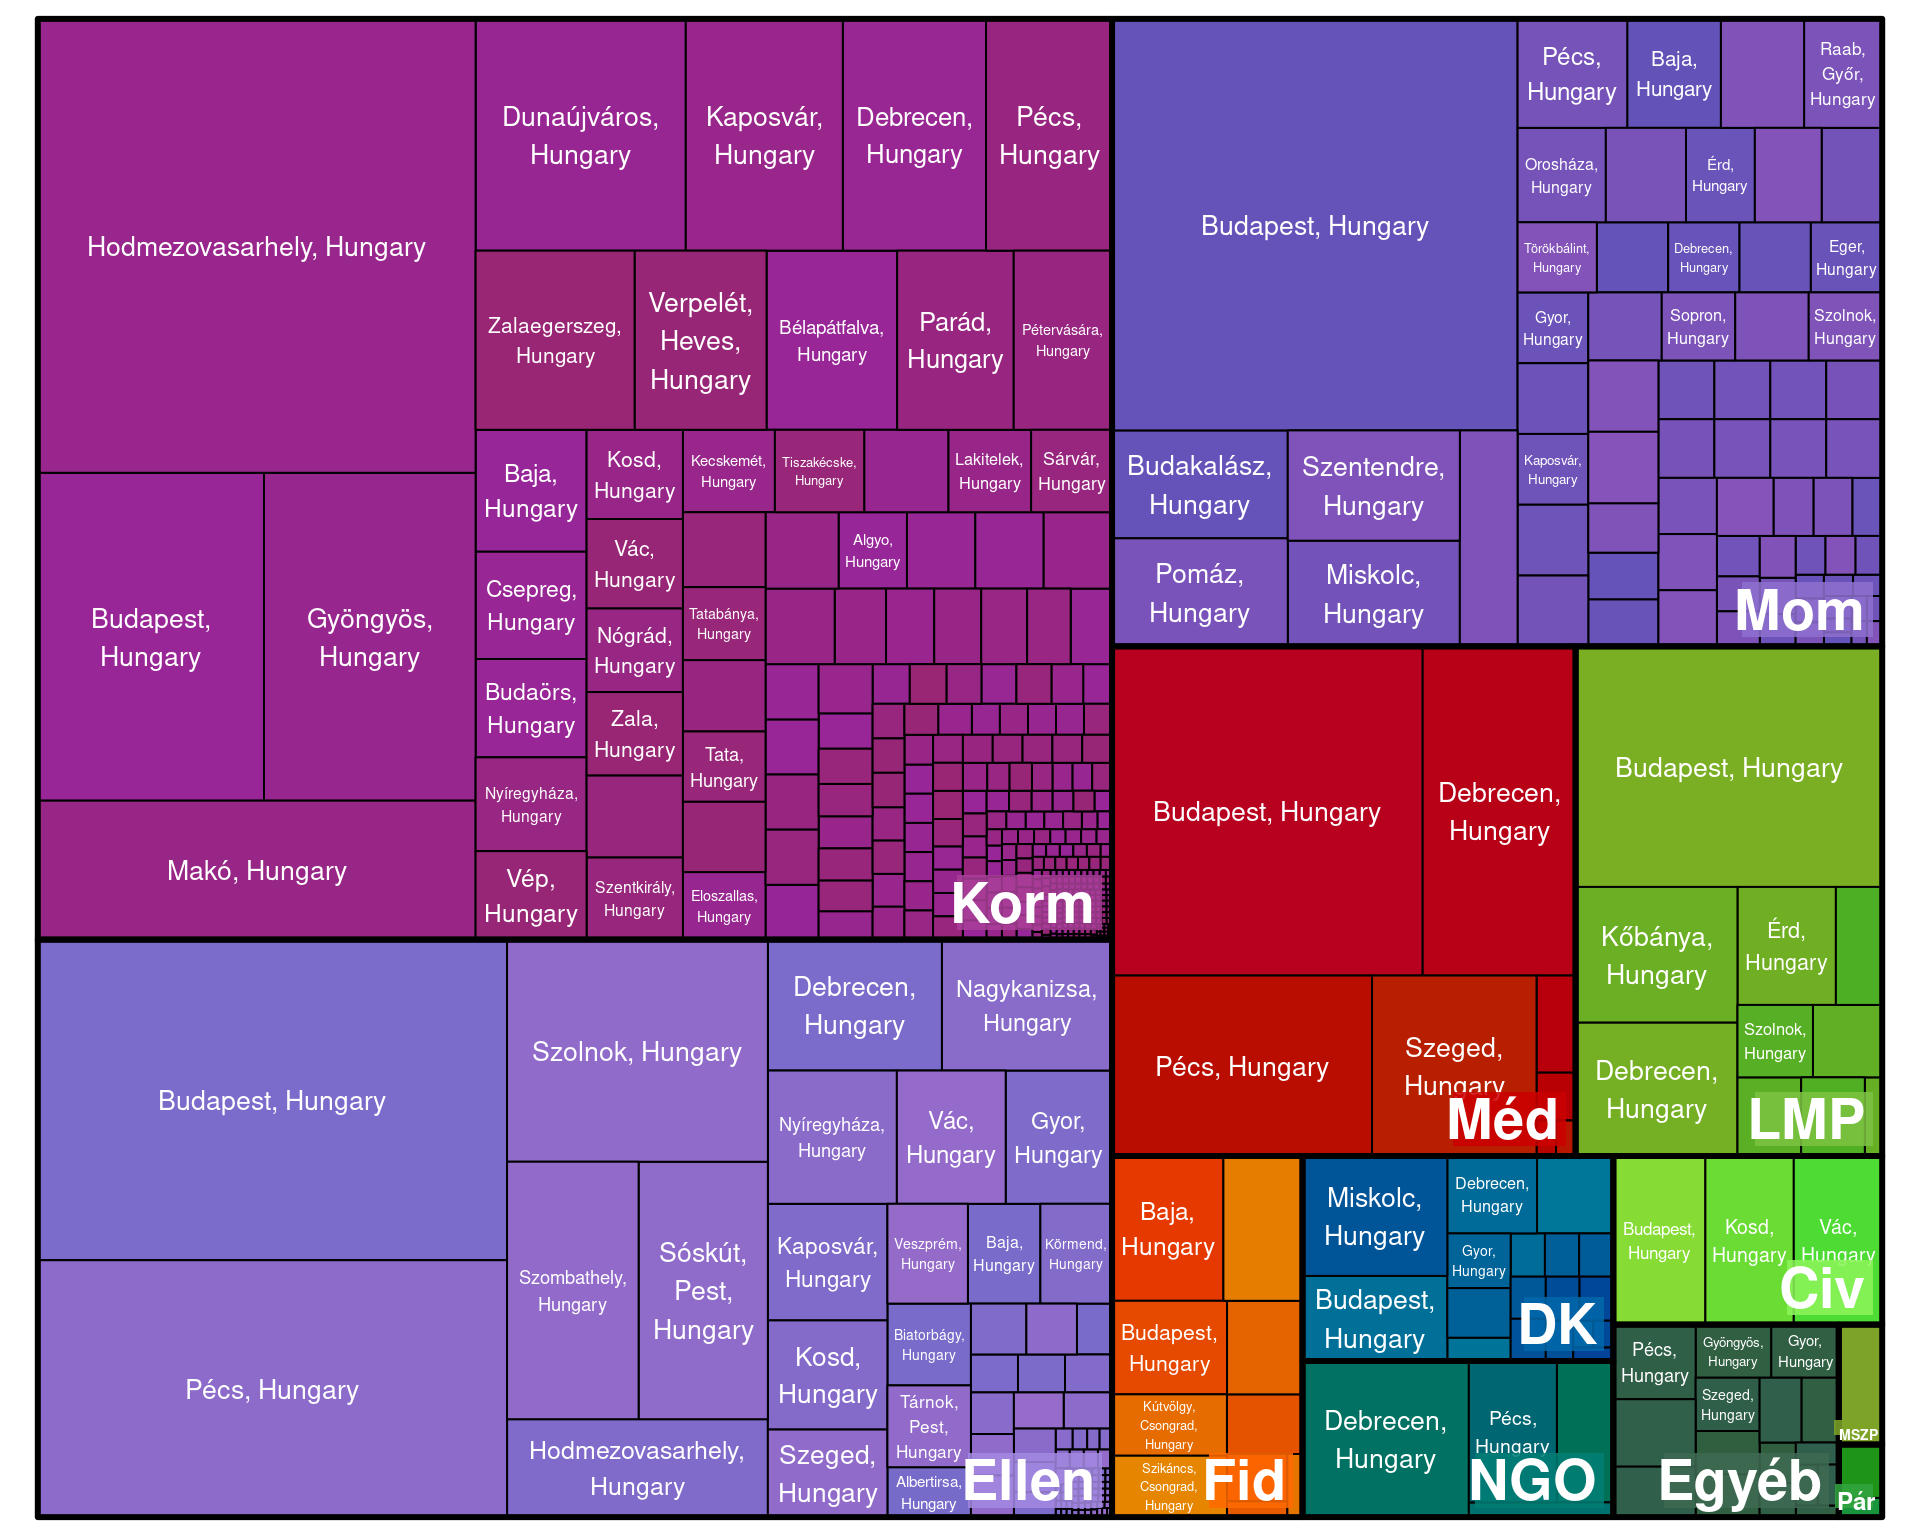 Hodmezovasarhely, Hungary
Budapest,
Hungary
Gyöngyös,
Hungary
Makó, Hungary
Dunaújváros,
Hungary
Kaposvár,
Hungary
Debrecen,
Hungary
Pécs,
Hungary
Zalaegerszeg,
Hungary
Verpelét,
Heves,
Hungary
Bélapátfalva,
Hungary
Parád,
Hungary
Pétervására,
Hungary
Baja,
Hungary
Csepreg,
Hungary
Budaörs,
Hungary
Nyíregyháza,
Hungary
Vép,
Hungary
Kosd,
Hungary
Vác,
Hungary
Nógrád,
Hungary
Zala,
Hungary
Szentkirály,
Hungary
Kecskemét,
Hungary
Tiszakécske,
Hungary
Lakitelek,
Hungary
Sárvár,
Hungary
Algyo,
Hungary
Tatabánya,
Hungary
Tata,
Hungary
Eloszallas,
Hungary
Korm
Budapest, Hungary
Budakalász,
Hungary
Pomáz,
Hungary
Szentendre,
Hungary
Miskolc,
Hungary
Pécs,
Hungary
Baja,
Hungary
Raab,
Győr,
Hungary
Orosháza,
Hungary
Érd,
Hungary
Törökbálint,
Hungary
Debrecen,
Hungary
Eger,
Hungary
Gyor,
Hungary
Sopron,
Hungary
Szolnok,
Hungary
Kaposvár,
Hungary
Mom
Budapest, Hungary
Debrecen,
Hungary
Pécs, Hungary
Szeged,
Hungary
Méd
Budapest, Hungary
Kőbánya,
Hungary
Debrecen,
Hungary
Érd,
Hungary
Szolnok,
Hungary
LMP
Budapest, Hungary
Pécs, Hungary
Szolnok, Hungary
Szombathely,
Hungary
Sóskút,
Pest,
Hungary
Hodmezovasarhely,
Hungary
Debrecen,
Hungary
Nagykanizsa,
Hungary
Nyíregyháza,
Hungary
Vác,
Hungary
Gyor,
Hungary
Kaposvár,
Hungary
Kosd,
Hungary
Szeged,
Hungary
Veszprém,
Hungary
Baja,
Hungary
Körmend,
Hungary
Biatorbágy,
Hungary
Tárnok,
Pest,
Hungary
Albertirsa,
Hungary
Ellen
Baja,
Hungary
Budapest,
Hungary
Kútvölgy,
Csongrad,
Hungary
Szikáncs,
Csongrad,
Hungary
Fid
Miskolc,
Hungary
Budapest,
Hungary
Debrecen,
Hungary
Gyor,
Hungary
DK
Debrecen,
Hungary
Pécs,
Hungary
NGO
Budapest,
Hungary
Kosd,
Hungary
Vác,
Hungary
Civ
Pécs,
Hungary
Gyöngyös,
Hungary
Gyor,
Hungary
Szeged,
Hungary
Egyéb
MSZP
Pár